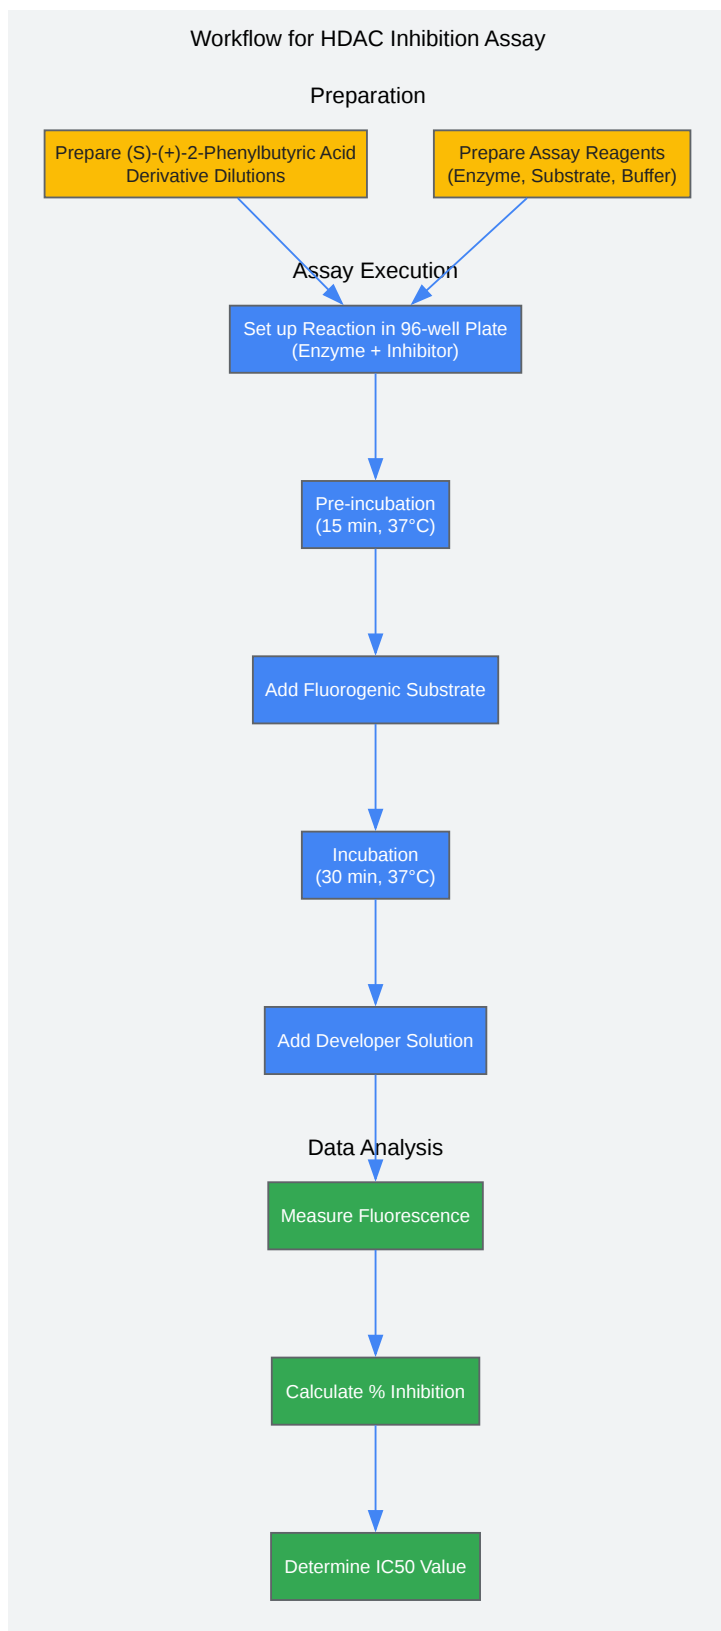 Workflow for HDAC Inhibition Assay
Preparation
Prepare (S)-(+)-2-Phenylbutyric Acid
Derivative Dilutions
Prepare Assay Reagents
(Enzyme, Substrate, Buffer)
Assay Execution
Set up Reaction in 96-well Plate
(Enzyme + Inhibitor)
Pre-incubation
(15 min, 37°C)
Add Fluorogenic Substrate
Incubation
(30 min, 37°C)
Add Developer Solution
Data Analysis
Measure Fluorescence
Calculate % Inhibition
Determine IC50 Value